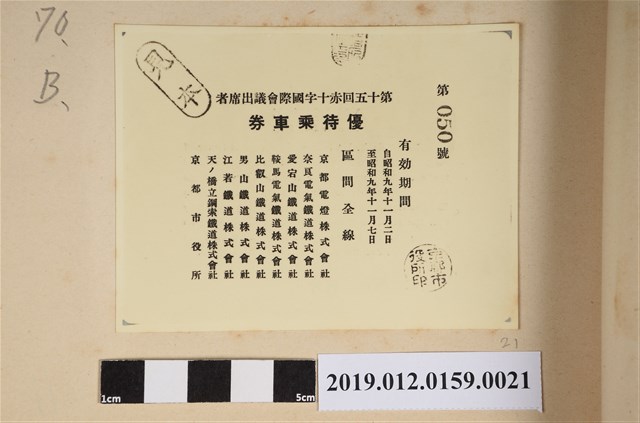 70、
B、
見本
第十五回赤十字國際會議出席者
優待乘車券
第050號
有効期間
自昭和九年十一月二日
至昭和九年十一月七日
區間全線
京都電燈株式會社
奈良電氣鐵道株式會社
愛宕山鐵道株式會社
鞍馬電氣鐵道株式會社
比叡山鐵道株式會社
男山鐵道株式會社
江若鐵道株式會社
天ノ橋立鋼索鐵道株式會社
京都市役所
京都市役所印
21
1cm
5cm
2019.012.0159.0021